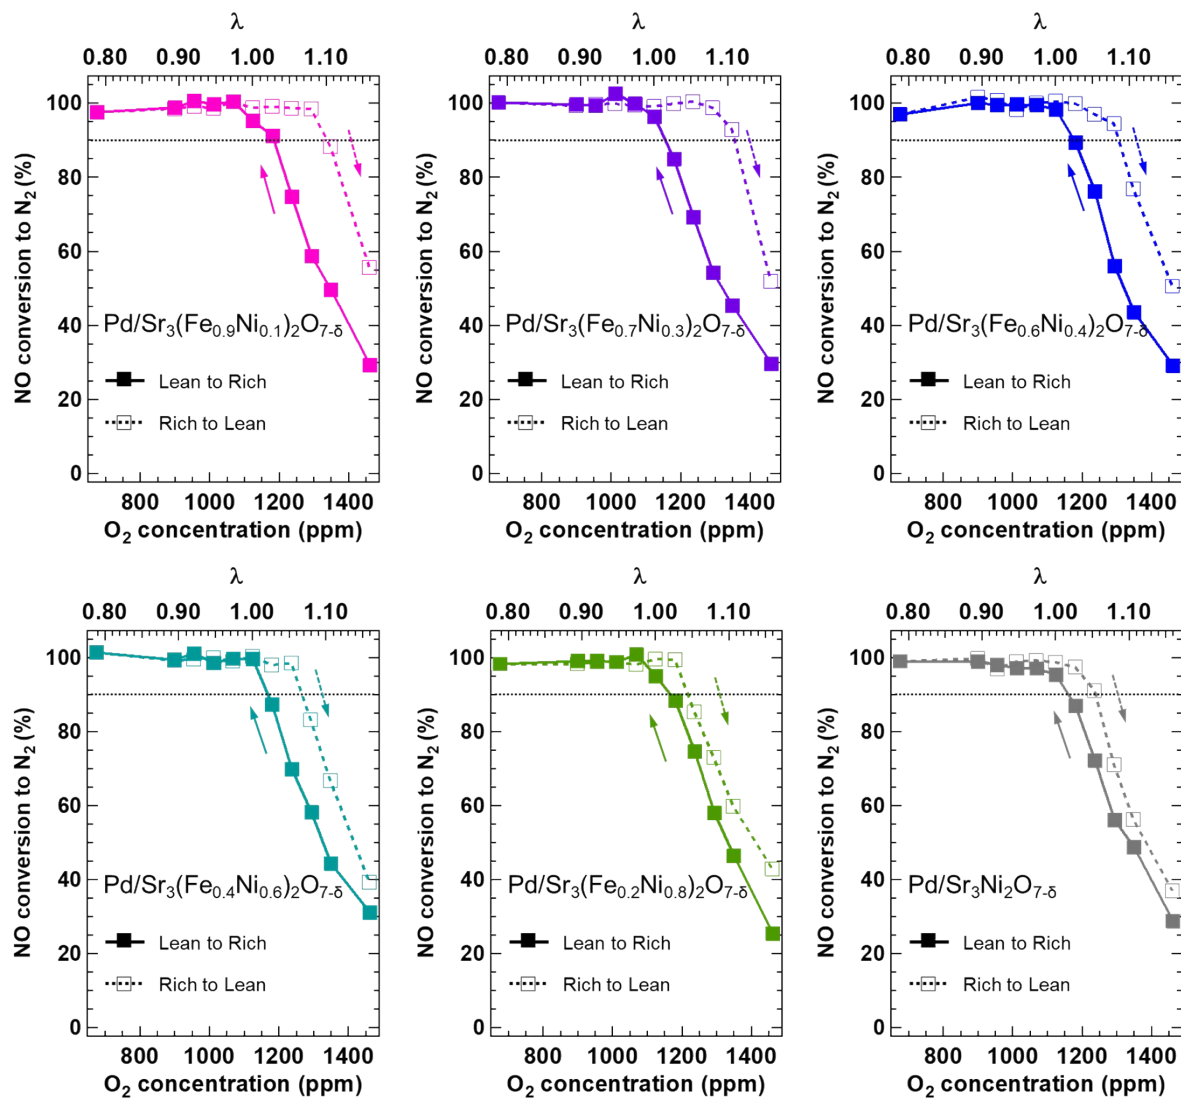 λ
0.80 0.90 1.00 1.10
100
80
60
40
20
0
NO conversion to N2 (%)
Pd/Sr3(Fe0.9Ni0.1)2O7-δ
Lean to Rich
Rich to Lean
800 1000 1200 1400
O2 concentration (ppm)
λ
0.80 0.90 1.00 1.10
100
80
60
40
20
0
NO conversion to N2 (%)
Pd/Sr3(Fe0.7Ni0.3)2O7-δ
Lean to Rich
Rich to Lean
800 1000 1200 1400
O2 concentration (ppm)
λ
0.80 0.90 1.00 1.10
100
80
60
40
20
0
NO conversion to N2 (%)
Pd/Sr3(Fe0.6Ni0.4)2O7-δ
Lean to Rich
Rich to Lean
800 1000 1200 1400
O2 concentration (ppm)
λ
0.80 0.90 1.00 1.10
100
80
60
40
20
0
NO conversion to N2 (%)
Pd/Sr3(Fe0.4Ni0.6)2O7-δ
Lean to Rich
Rich to Lean
800 1000 1200 1400
O2 concentration (ppm)
λ
0.80 0.90 1.00 1.10
100
80
60
40
20
0
NO conversion to N2 (%)
Pd/Sr3(Fe0.2Ni0.8)2O7-δ
Lean to Rich
Rich to Lean
800 1000 1200 1400
O2 concentration (ppm)
λ
0.80 0.90 1.00 1.10
100
80
60
40
20
0
NO conversion to N2 (%)
Pd/Sr3Ni2O7-δ
Lean to Rich
Rich to Lean
800 1000 1200 1400
O2 concentration (ppm)